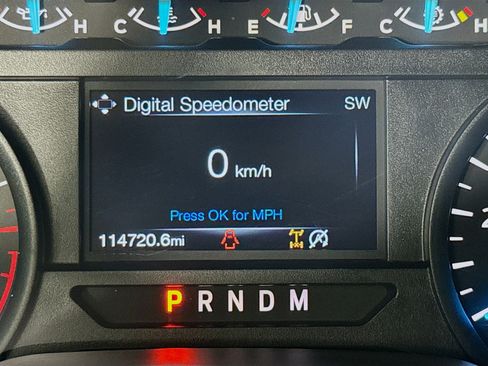 H C H E F C H
Digital Speedometer SW
0 km/h
Press OK for MPH
114720.6mi
P R N D M